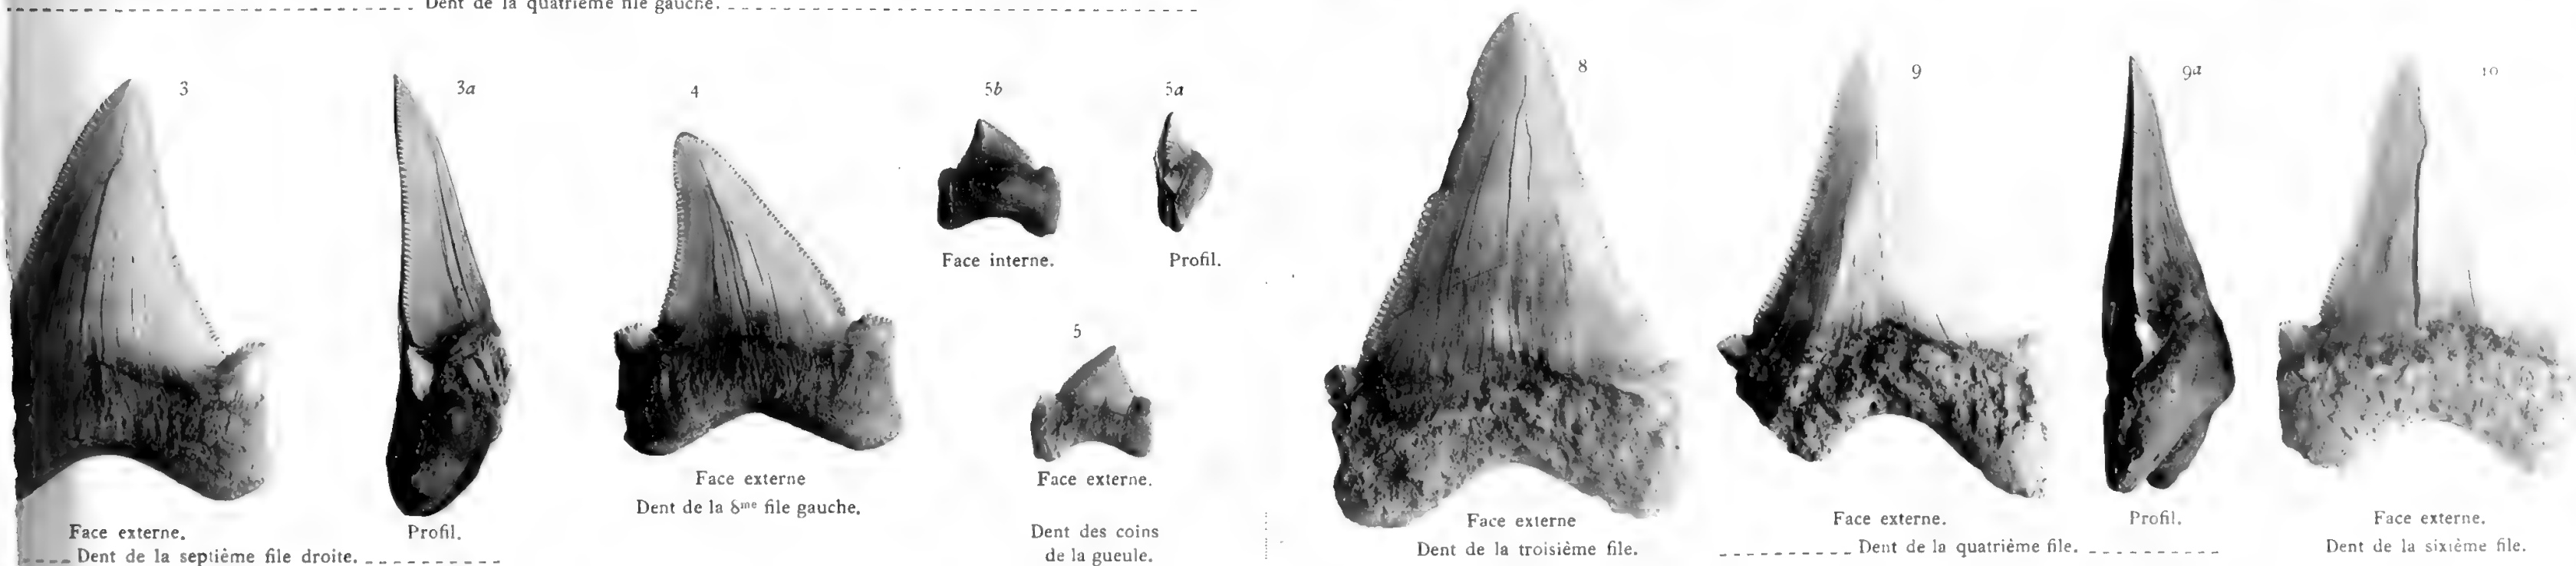 Dent de la quatrième file gauche.
3
3a
4
5b
5a
8
9
9a
10
Face interne.
Profil.
5
Face externe.
Profil.
Dent de la septième file droite.
Face externe
Dent de la 8me file gauche.
Face externe.
Dent des coins
de la gueule.
Face externe
Dent de la troisième file.
Face externe.
Profil.
Dent de la quatrième file.
Face externe.
Dent de la sixième file.